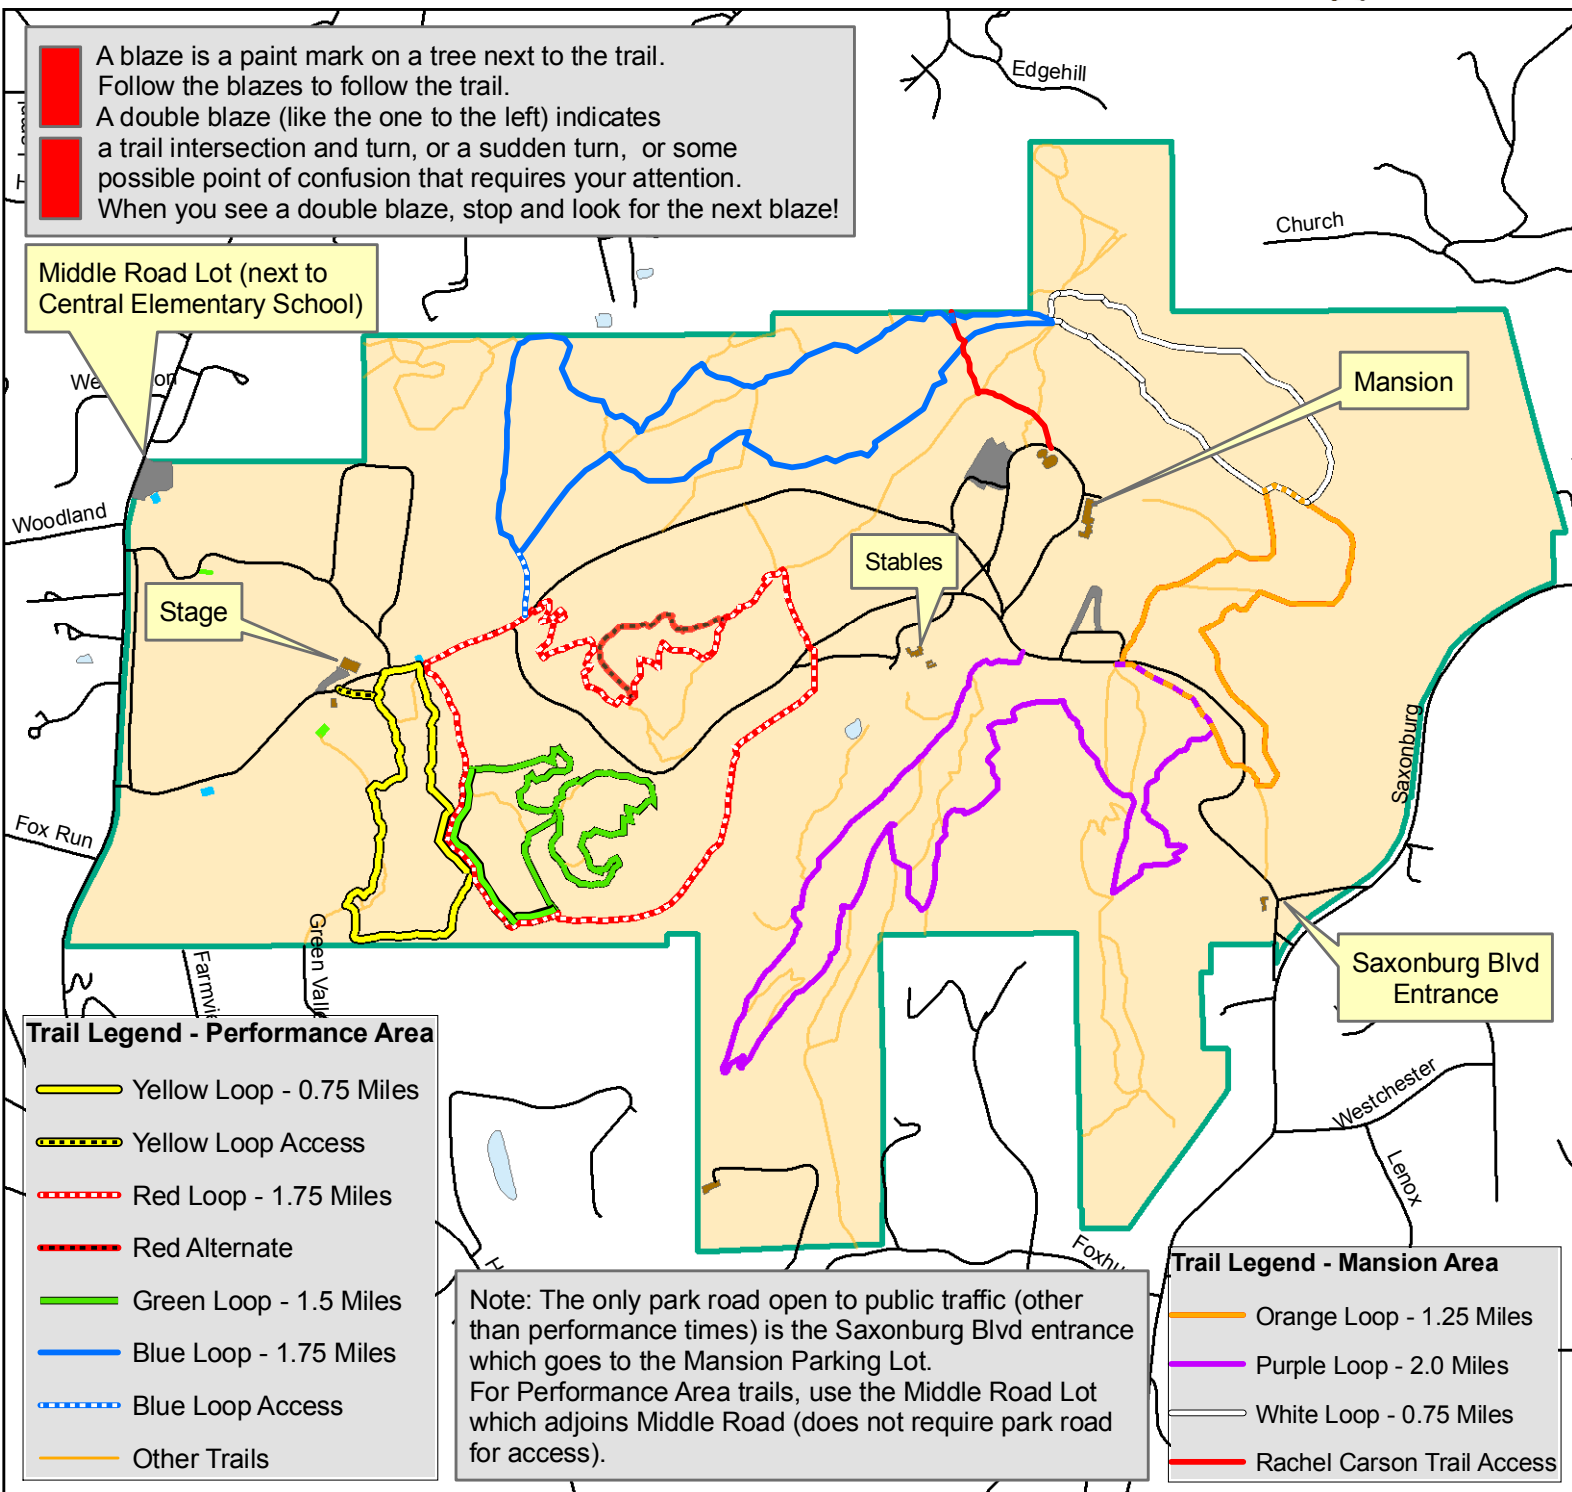 A blaze is a paint mark on a tree next to the trail.
Follow the blazes to follow the trail.
A double blaze (like the one to the left) indicates
a trail intersection and turn, or a sudden turn, or some
possible point of confusion that requires your attention.
When you see a double blaze, stop and look for the next blaze!
Edgehill
Church
Middle Road Lot (next to
Central Elementary School)
Mansion
Woodland
Stables
Stage
Saxonburg
Fox Run
Green Valle
Farmvie
Saxonburg Blvd
Entrance
Westchester
Lenox
Foxhu
Trail Legend - Performance Area
Yellow Loop - 0.75 Miles
Yellow Loop Access
Red Loop - 1.75 Miles
Red Alternate
Green Loop - 1.5 Miles
Blue Loop - 1.75 Miles
Blue Loop Access
Other Trails
Note: The only park road open to public traffic (other
than performance times) is the Saxonburg Blvd entrance
which goes to the Mansion Parking Lot.
For Performance Area trails, use the Middle Road Lot
which adjoins Middle Road (does not require park road
for access).
Trail Legend - Mansion Area
Orange Loop - 1.25 Miles
Purple Loop - 2.0 Miles
White Loop - 0.75 Miles
Rachel Carson Trail Access